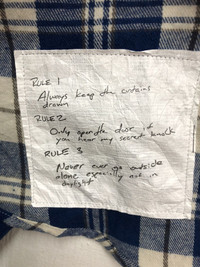 RULE 1
Always keep the curtains
drawn
RULE 2
Only open the door if
you hear my secret knock
RULE 3
Never ever go outside
alone especially not in
daylight